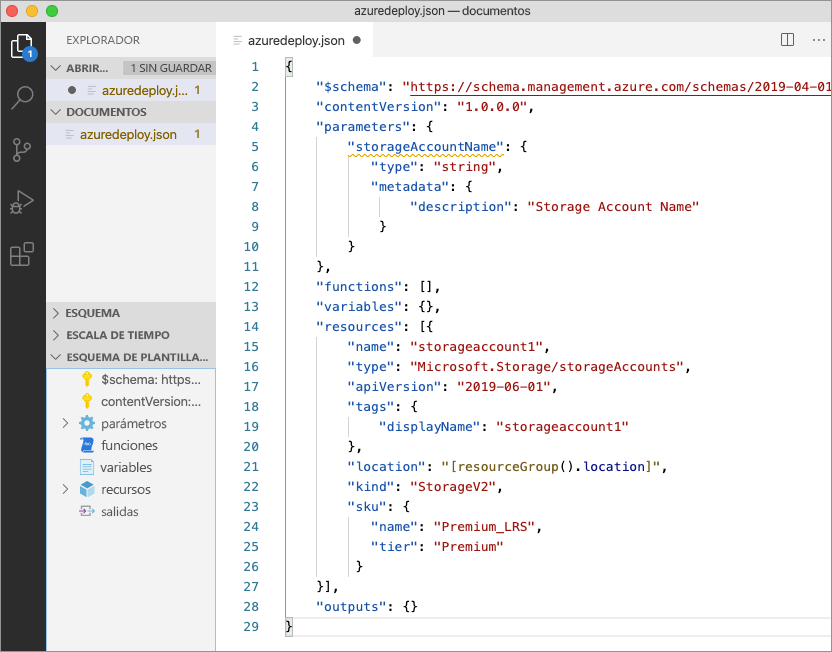 azuredeploy.json — documentos
EXPLORADOR
ABRIR... 1 SIN GUARDAR
azuredeploy.j... 1
DOCUMENTOS
azuredeploy.json 1
1
ESQUEMA
ESCALA DE TIEMPO
ESQUEMA DE PLANTILLA...
$schema: https...
contentVersion:...
parámetros
funciones
variables
recursos
salidas
azuredeploy.json
1 {
2 "$schema": "https://schema.management.azure.com/schemas/2019-04-01
3 "contentVersion": "1.0.0.0",
4 "parameters": {
5 "storageAccountName": {
6 "type": "string",
7 "metadata": {
8 "description": "Storage Account Name"
9 }
10 }
11 },
12 "functions": [],
13 "variables": {},
14 "resources": [{
15 "name": "storageaccount1",
16 "type": "Microsoft.Storage/storageAccounts",
17 "apiVersion": "2019-06-01",
18 "tags": {
19 "displayName": "storageaccount1"
20 },
21 "location": "[resourceGroup().location]",
22 "kind": "StorageV2",
23 "sku": {
24 "name": "Premium_LRS",
25 "tier": "Premium"
26 }
27 }],
28 "outputs": {}
29 }